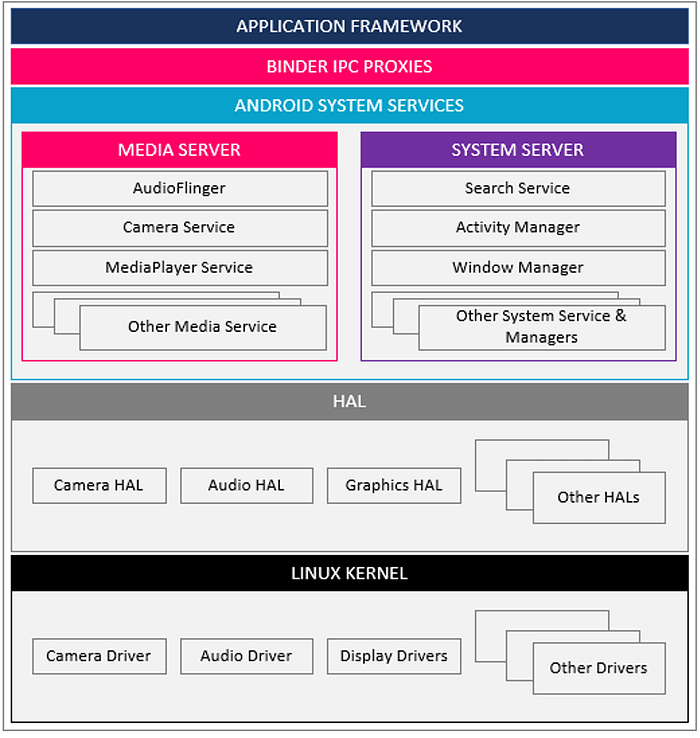 APPLICATION FRAMEWORK
BINDER IPC PROXIES
ANDROID SYSTEM SERVICES
MEDIA SERVER
AudioFlinger
Camera Service
MediaPlayer Service
Other Media Service
SYSTEM SERVER
Search Service
Activity Manager
Window Manager
Other System Service &
Managers
HAL
Camera HAL
Audio HAL
Graphics HAL
Other HALs
LINUX KERNEL
Camera Driver
Audio Driver
Display Drivers
Other Drivers